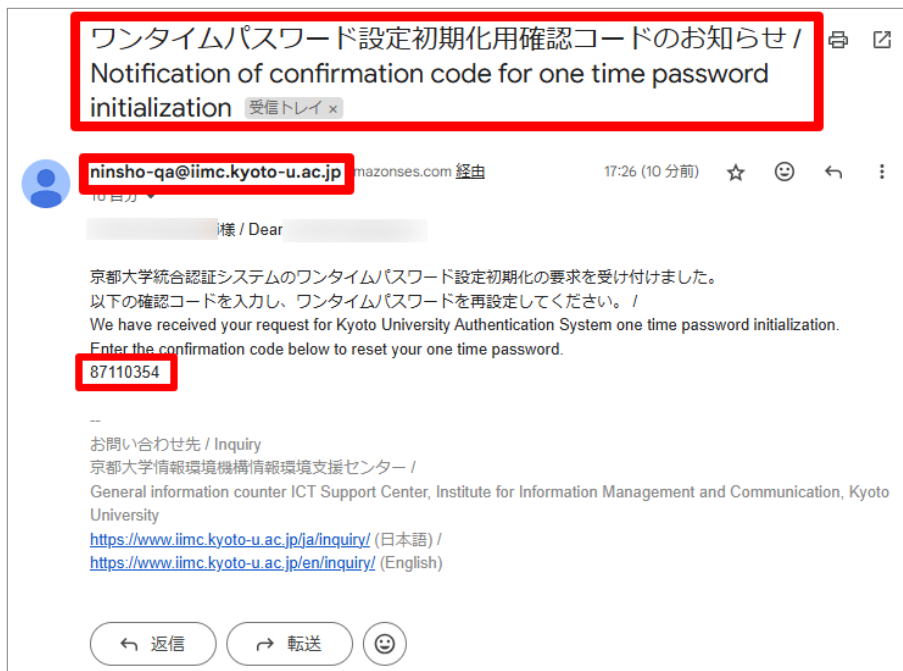 ワンタイムパスワード設定初期化用確認コードのお知らせ /
Notification of confirmation code for one time password
initialization 受信トレイ ×
ninsho-qa@iimc.kyoto-u.ac.jp mazonses.com 経由 17:26 (10 分前)
To 自分
様 / Dear
京都大学統合認証システムのワンタイムパスワード設定初期化の要求を受け付けました。
以下の確認コードを入力し、ワンタイムパスワードを再設定してください。 /
We have received your request for Kyoto University Authentication System one time password initialization.
Enter the confirmation code below to reset your one time password.
87110354
--
お問い合わせ先 / Inquiry
京都大学情報環境機構情報環境支援センター /
General information counter ICT Support Center, Institute for Information Management and Communication, Kyoto
University
https://www.iimc.kyoto-u.ac.jp/ja/inquiry/ (日本語) /
https://www.iimc.kyoto-u.ac.jp/en/inquiry/ (English)
返信 転送